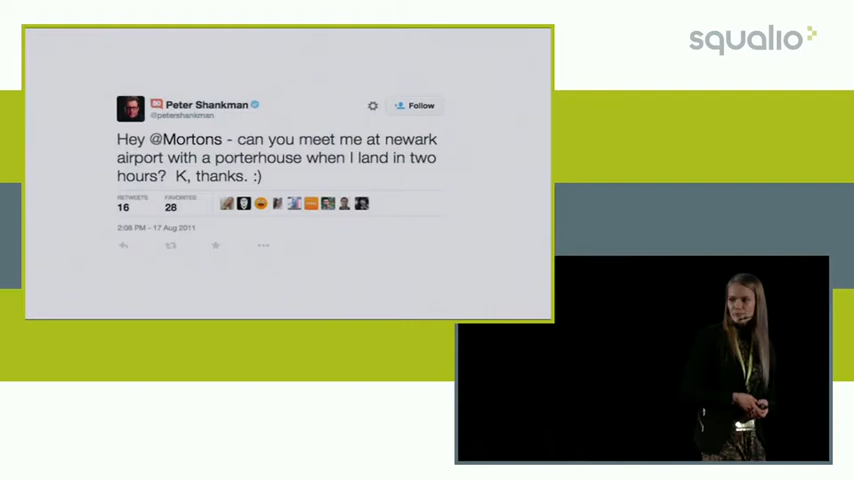 squalio
Peter Shankman
Follow
@petershankman
Hey @Mortons - can you meet me at newark
airport with a porterhouse when I land in two
hours? K, thanks. :)
RETWEETS
FAVORITES
16
28
2:08 PM - 17 Aug 2011